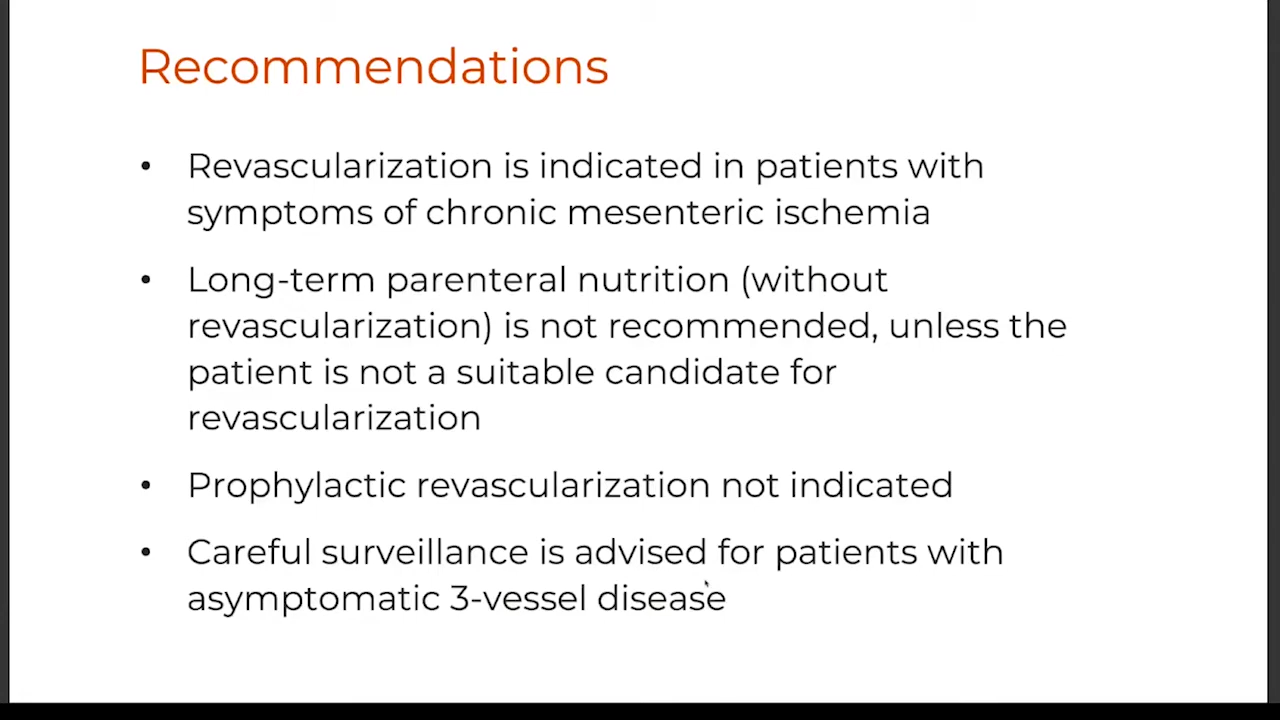 Recommendations
• Revascularization is indicated in patients with
symptoms of chronic mesenteric ischemia
• Long-term parenteral nutrition (without
revascularization) is not recommended, unless the
patient is not a suitable candidate for
revascularization
• Prophylactic revascularization not indicated
• Careful surveillance is advised for patients with
asymptomatic 3-vessel disease